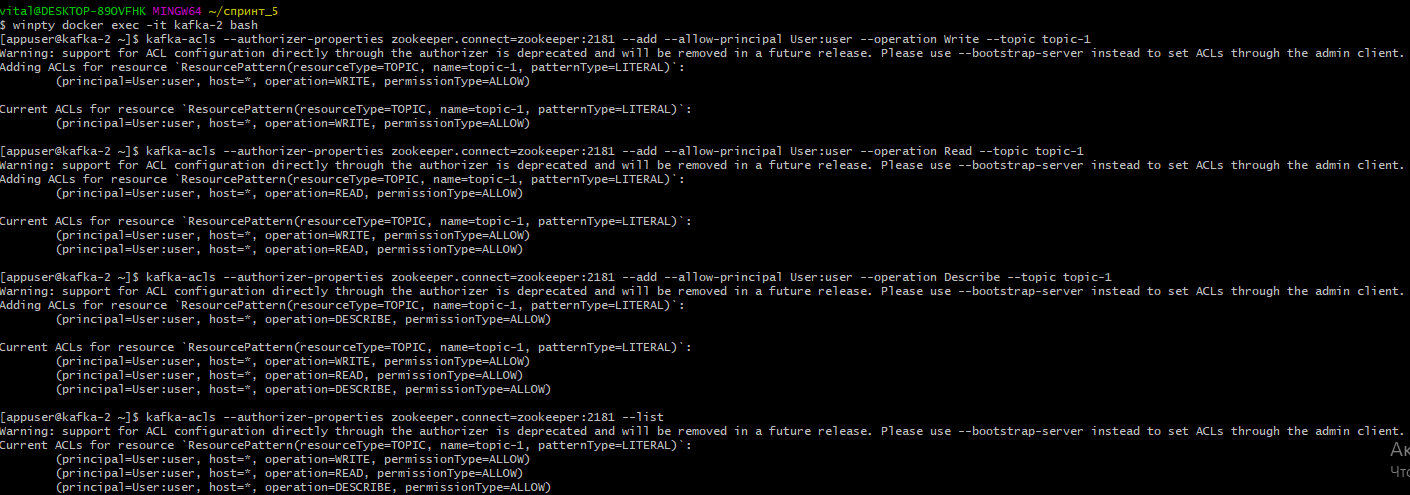 vital@DESKTOP-89OVFHK MINGW64 ~/спринт_5
$ winpty docker exec -it kafka-2 bash
[appuser@kafka-2 ~]$ kafka-acls --authorizer-properties zookeeper.connect=zookeeper:2181 --add --allow-principal User:user --operation Write --topic topic-1
Warning: support for ACL configuration directly through the authorizer is deprecated and will be removed in a future release. Please use --bootstrap-server instead to set ACLs through the admin client.
Adding ACLs for resource `ResourcePattern(resourceType=TOPIC, name=topic-1, patternType=LITERAL)`:
        (principal=User:user, host=*, operation=WRITE, permissionType=ALLOW)

Current ACLs for resource `ResourcePattern(resourceType=TOPIC, name=topic-1, patternType=LITERAL)`:
        (principal=User:user, host=*, operation=WRITE, permissionType=ALLOW)

[appuser@kafka-2 ~]$ kafka-acls --authorizer-properties zookeeper.connect=zookeeper:2181 --add --allow-principal User:user --operation Read --topic topic-1
Warning: support for ACL configuration directly through the authorizer is deprecated and will be removed in a future release. Please use --bootstrap-server instead to set ACLs through the admin client.
Adding ACLs for resource `ResourcePattern(resourceType=TOPIC, name=topic-1, patternType=LITERAL)`:
        (principal=User:user, host=*, operation=READ, permissionType=ALLOW)

Current ACLs for resource `ResourcePattern(resourceType=TOPIC, name=topic-1, patternType=LITERAL)`:
        (principal=User:user, host=*, operation=WRITE, permissionType=ALLOW)
        (principal=User:user, host=*, operation=READ, permissionType=ALLOW)

[appuser@kafka-2 ~]$ kafka-acls --authorizer-properties zookeeper.connect=zookeeper:2181 --add --allow-principal User:user --operation Describe --topic topic-1
Warning: support for ACL configuration directly through the authorizer is deprecated and will be removed in a future release. Please use --bootstrap-server instead to set ACLs through the admin client.
Adding ACLs for resource `ResourcePattern(resourceType=TOPIC, name=topic-1, patternType=LITERAL)`:
        (principal=User:user, host=*, operation=DESCRIBE, permissionType=ALLOW)

Current ACLs for resource `ResourcePattern(resourceType=TOPIC, name=topic-1, patternType=LITERAL)`:
        (principal=User:user, host=*, operation=WRITE, permissionType=ALLOW)
        (principal=User:user, host=*, operation=READ, permissionType=ALLOW)
        (principal=User:user, host=*, operation=DESCRIBE, permissionType=ALLOW)

[appuser@kafka-2 ~]$ kafka-acls --authorizer-properties zookeeper.connect=zookeeper:2181 --list
Warning: support for ACL configuration directly through the authorizer is deprecated and will be removed in a future release. Please use --bootstrap-server instead to set ACLs through the admin client.
Current ACLs for resource `ResourcePattern(resourceType=TOPIC, name=topic-1, patternType=LITERAL)`:
        (principal=User:user, host=*, operation=WRITE, permissionType=ALLOW)
        (principal=User:user, host=*, operation=READ, permissionType=ALLOW)
        (principal=User:user, host=*, operation=DESCRIBE, permissionType=ALLOW)